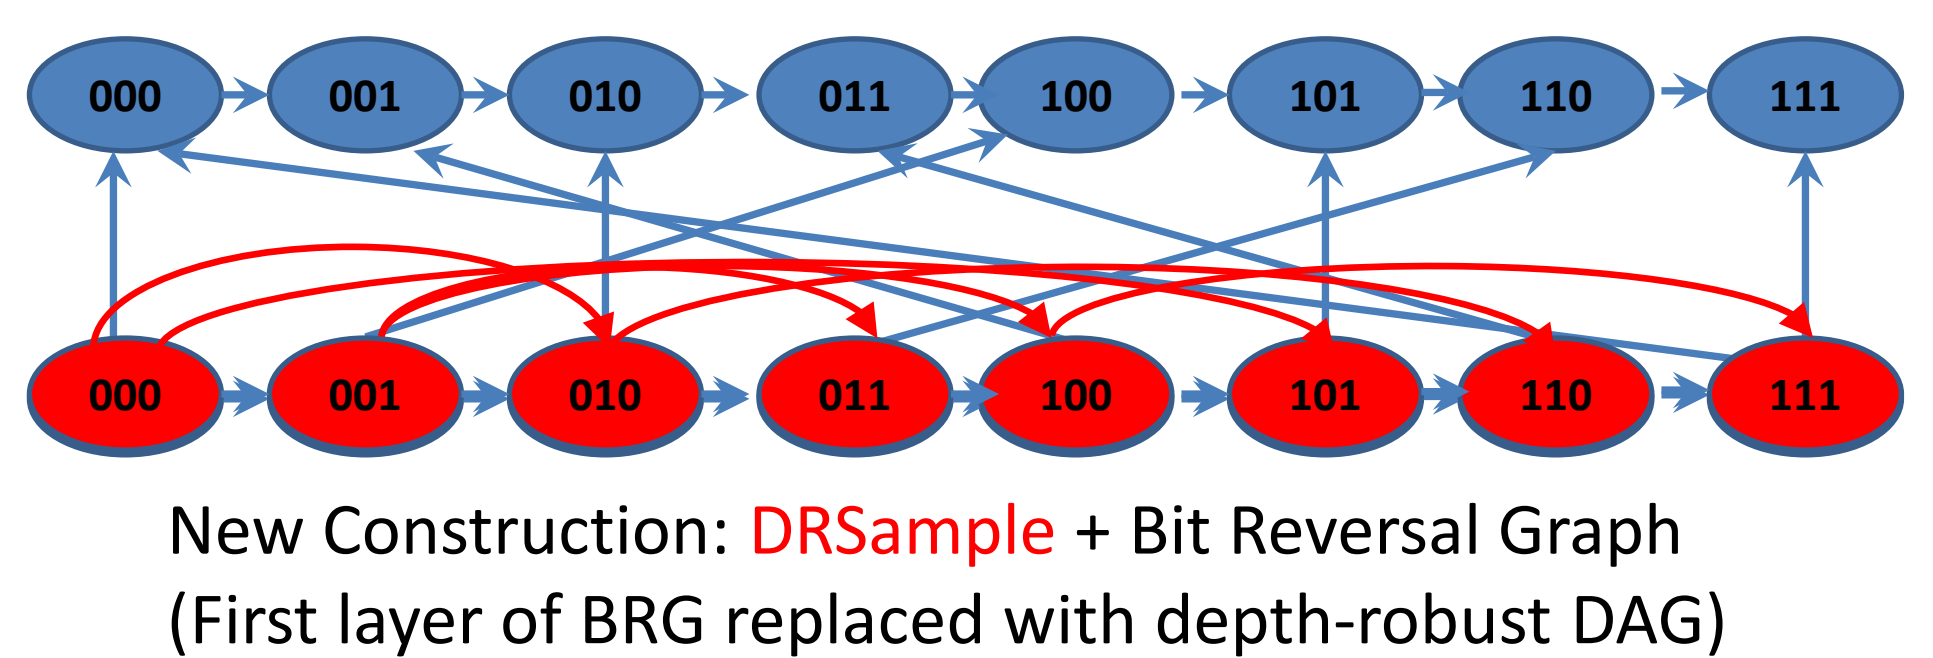 000 001 010 011 100 101 110 111
000 001 010 011 100 101 110 111
New Construction: DRSample + Bit Reversal Graph
(First layer of BRG replaced with depth-robust DAG)